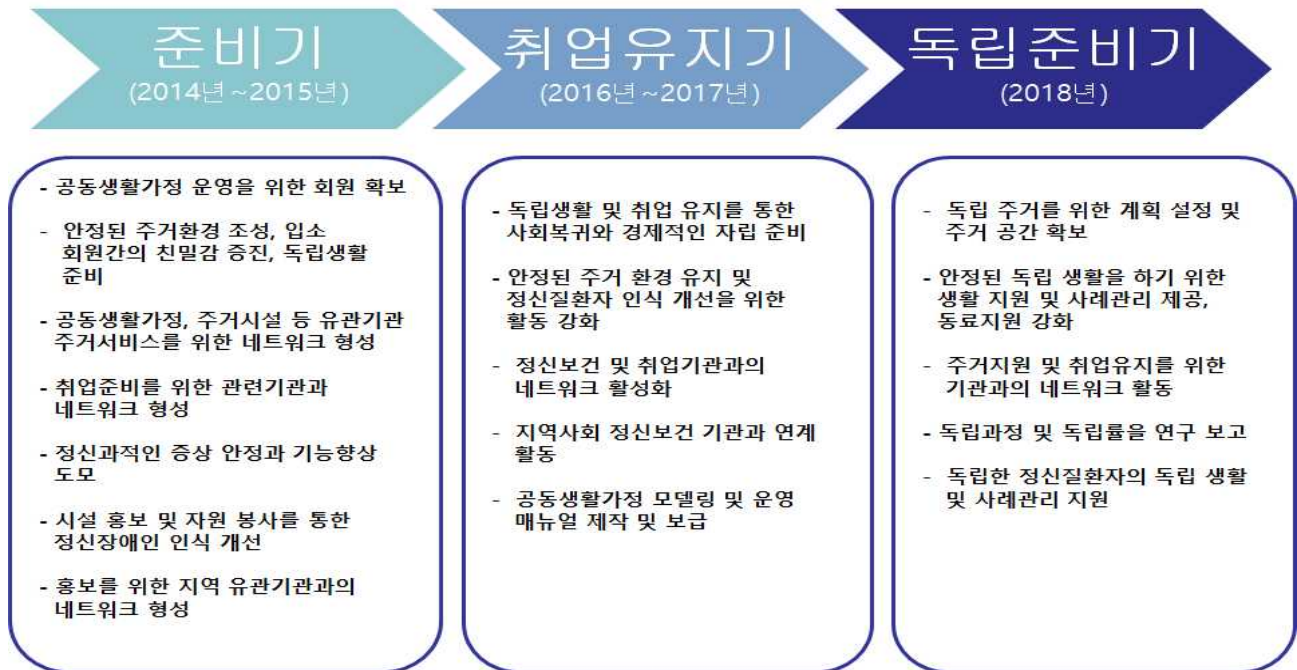 준비기
(2014년~2015년)
취업유지기
(2016년~2017년)
독립준비기
(2018년)
- 공동생활가정 운영을 위한 회원 확보
- 안정된 주거환경 조성, 입소
회원간의 친밀감 증진, 독립생활
준비
- 공동생활가정, 주거시설 등 유관기관
주거서비스를 위한 네트워크 형성
- 취업준비를 위한 관련기관과
네트워크 형성
- 정신과적인 증상 안정과 기능향상
도모
- 시설 홍보 및 자원 봉사를 통한
정신장애인 인식 개선
- 홍보를 위한 지역 유관기관과의
네트워크 형성
- 독립생활 및 취업 유지를 통한
사회복귀와 경제적인 자립 준비
- 안정된 주거 환경 유지 및
정신질환자 인식 개선을 위한
활동 강화
- 정신보건 및 취업기관과의
네트워크 활성화
- 지역사회 정신보건 기관과 연계
활동
- 공동생활가정 모델링 및 운영
매뉴얼 제작 및 보급
- 독립 주거를 위한 계획 설정 및
주거 공간 확보
- 안정된 독립 생활을 하기 위한
생활 지원 및 사례관리 제공,
동료지원 강화
- 주거지원 및 취업유지를 위한
기관과의 네트워크 활동
- 독립과정 및 독립률을 연구 보고
- 독립한 정신질환자의 독립 생활
및 사례관리 지원